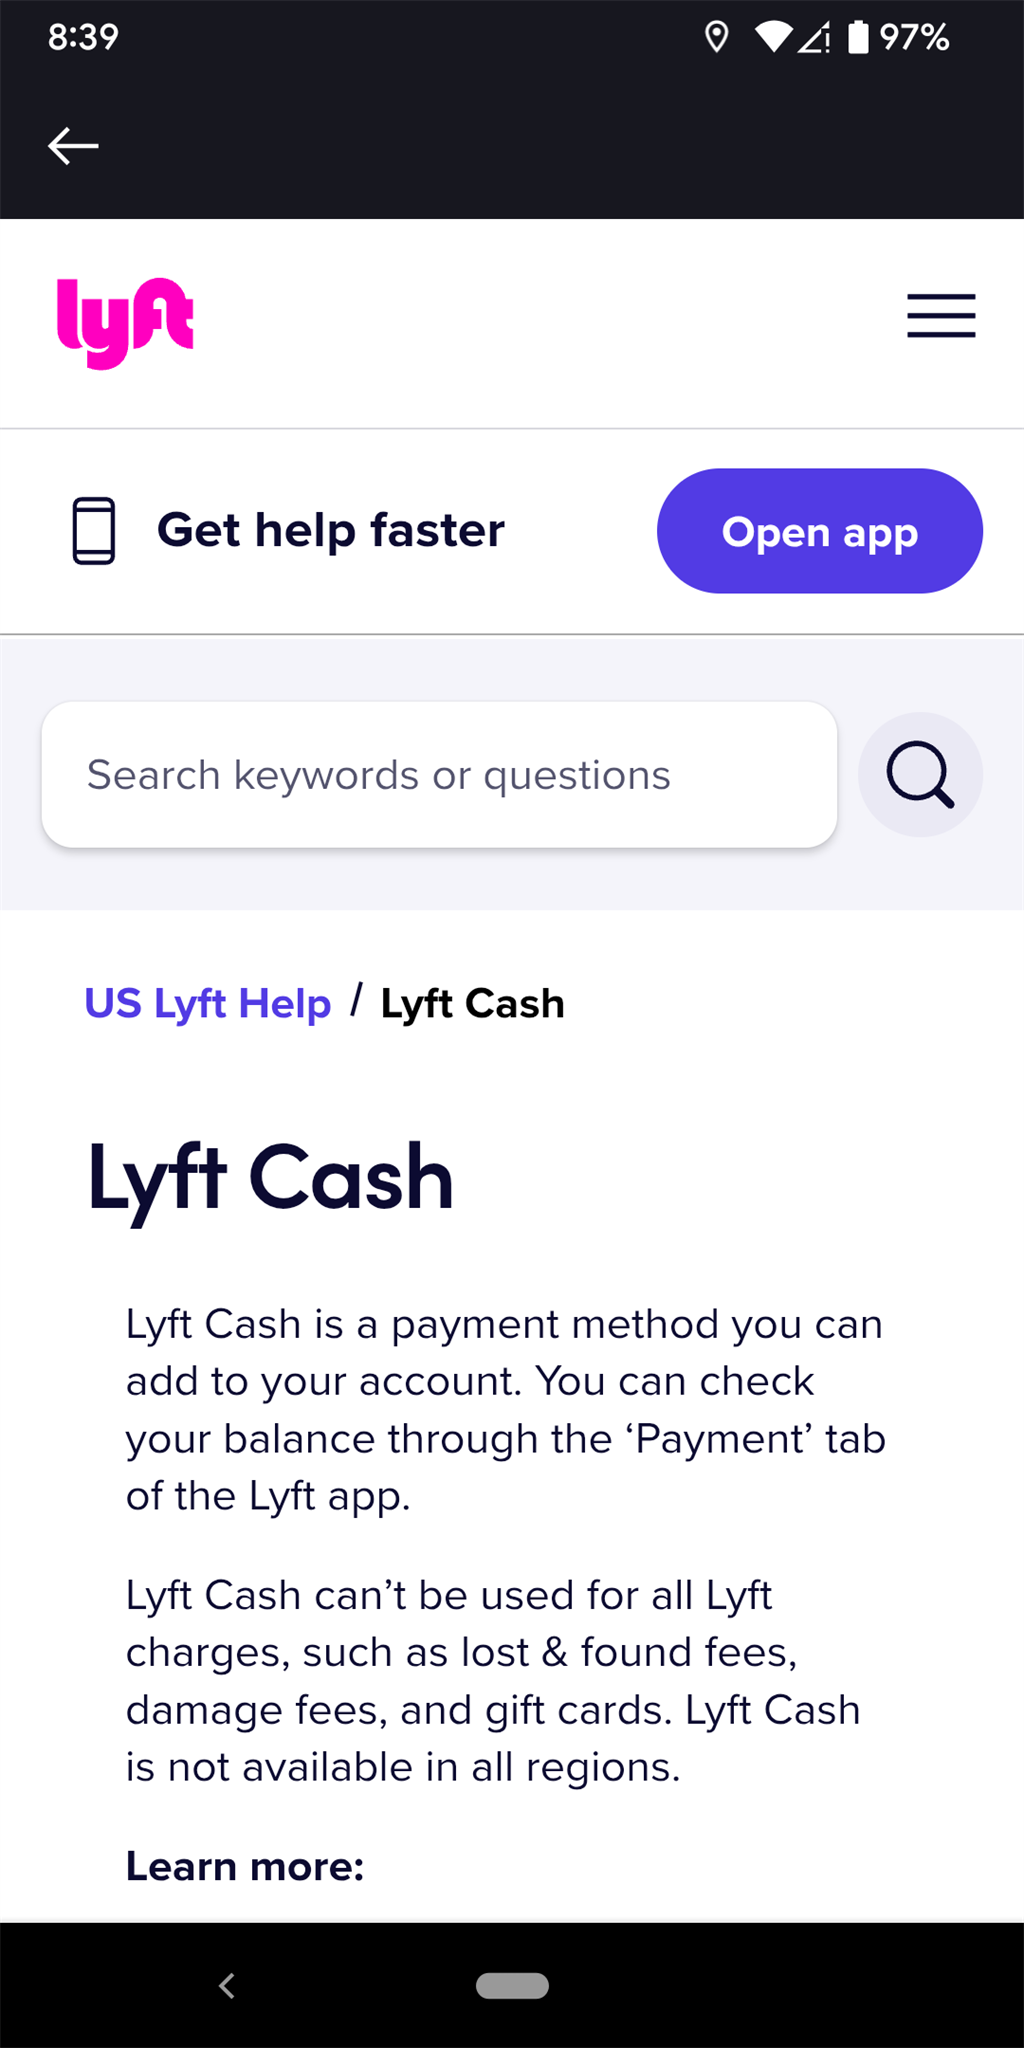 8:39
97%
lyft
Get help faster
Open app
Search keywords or questions
US Lyft Help / Lyft Cash
Lyft Cash
Lyft Cash is a payment method you can
add to your account. You can check
your balance through the ‘Payment’ tab
of the Lyft app.
Lyft Cash can’t be used for all Lyft
charges, such as lost & found fees,
damage fees, and gift cards. Lyft Cash
is not available in all regions.
Learn more: